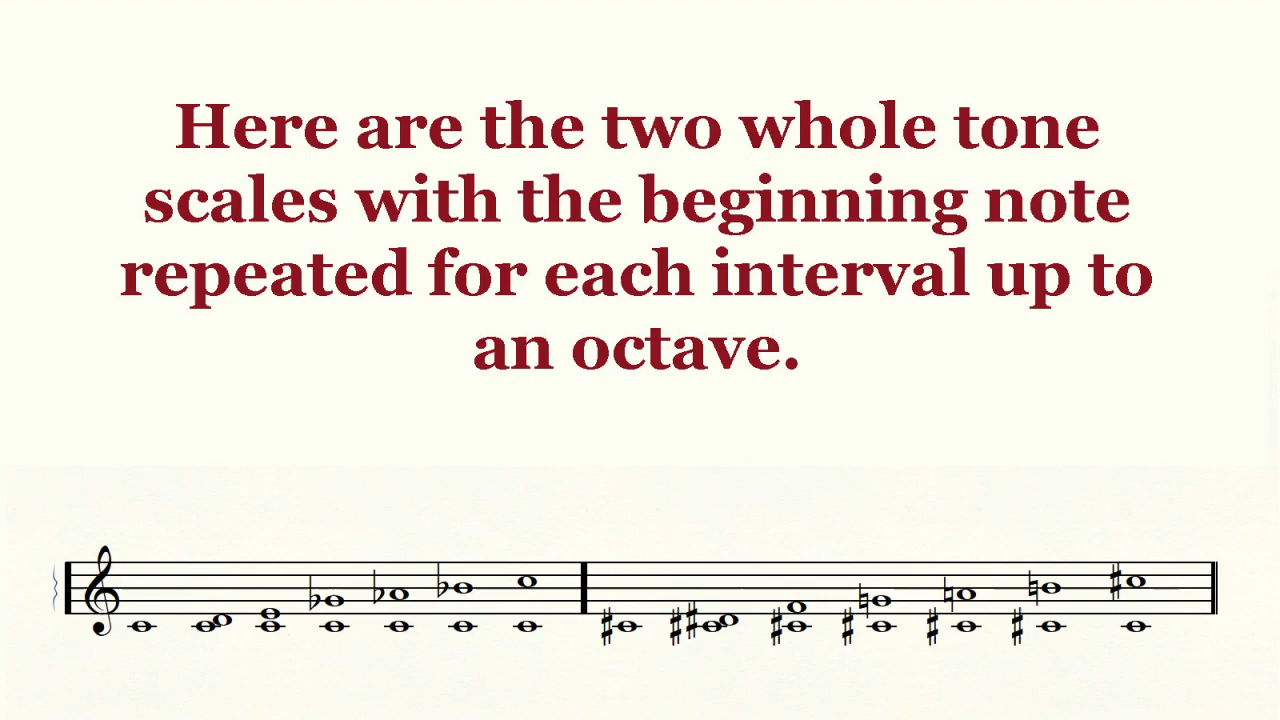 Here are the two whole tone
scales with the beginning note
repeated for each interval up to
an octave.